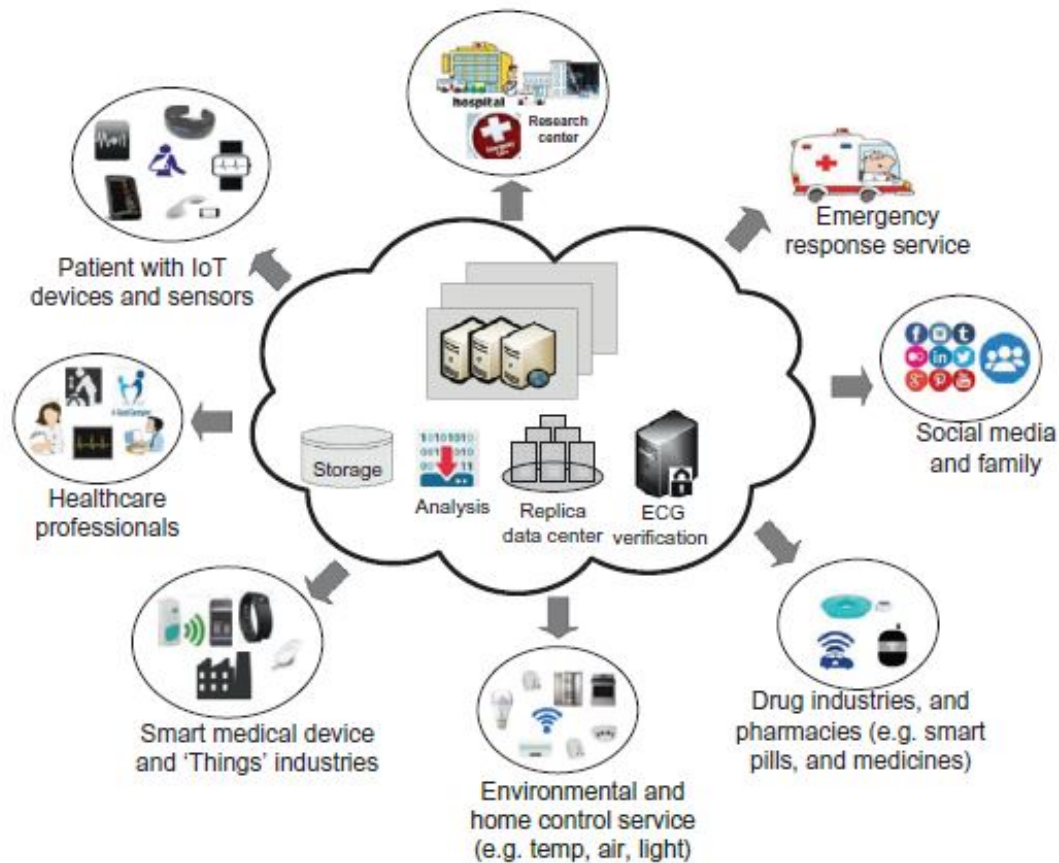 hospital
Research
center
Emergency
response service
Patient with IoT
devices and sensors
Social media
and family
Healthcare
professionals
Storage
10101010
Analysis
Replica
data center
ECG
verification
Smart medical device
and ‘Things’ industries
Environmental and
home control service
(e.g. temp, air, light)
Drug industries, and
pharmacies (e.g. smart
pills, and medicines)